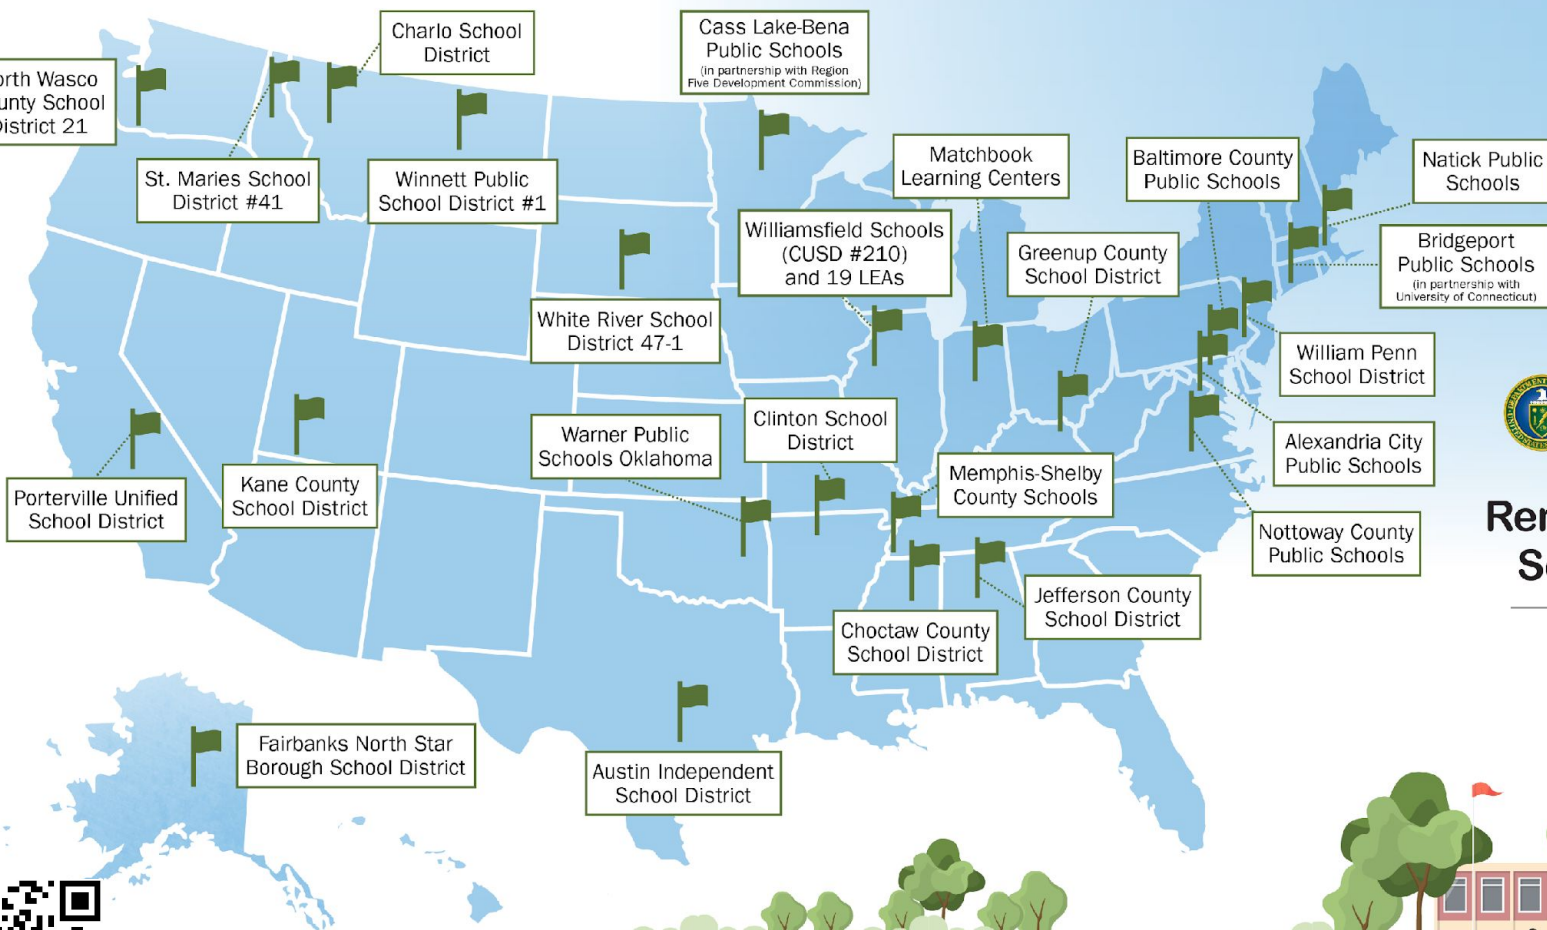 Charlo School
District
Cass Lake-Bena
Public Schools
(in partnership with Region
Five Development Commission)
orth Wasco
unty School
istrict 21
St. Maries School
District #41
Winnett Public
School District #1
Matchbook
Learning Centers
Baltimore County
Public Schools
Natick Public
Schools
Williamsfield Schools
(CUSD #210)
and 19 LEAs
Greenup County
School District
Bridgeport
Public Schools
(in partnership with
University of Connecticut)
White River School
District 47-1
William Penn
School District
Warner Public
Schools Oklahoma
Clinton School
District
Alexandria City
Public Schools
Porterville Unified
School District
Kane County
School District
Memphis-Shelby
County Schools
Nottoway County
Public Schools
Ren
Sc
Jefferson County
School District
Choctaw County
School District
Fairbanks North Star
Borough School District
Austin Independent
School District